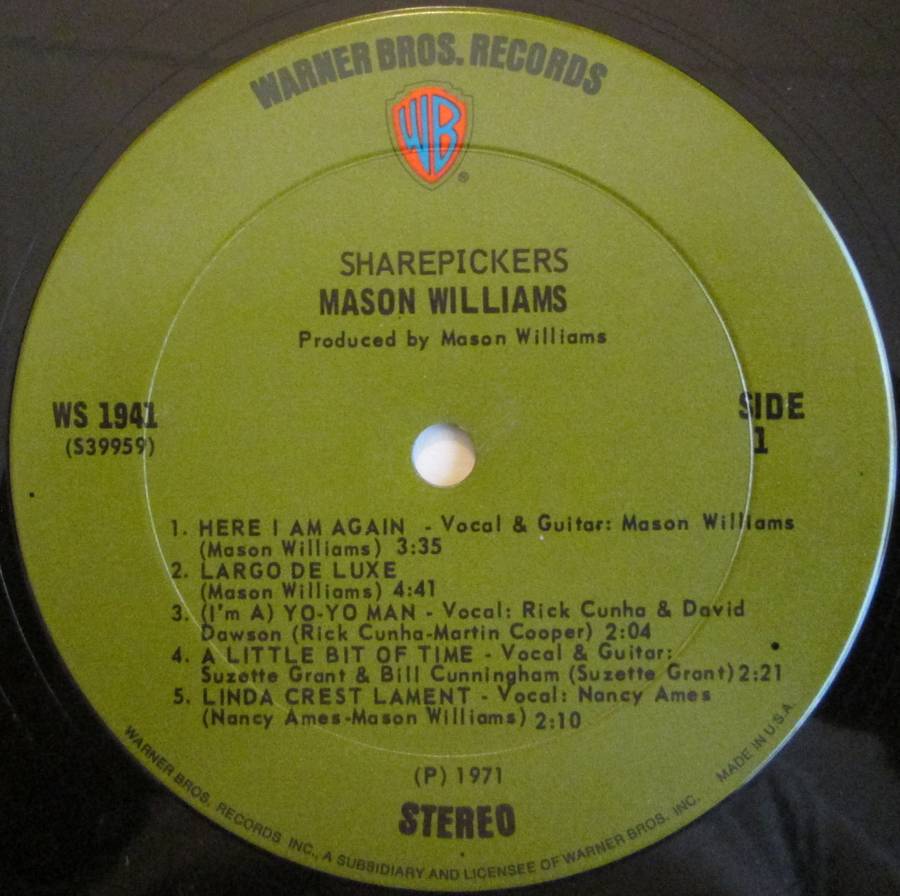 WARNER BROS. RECORDS
WB
®
SHAREPICKERS
MASON WILLIAMS
Produced by Mason Williams
WS 1941
(S39959)
SIDE
1
1. HERE I AM AGAIN - Vocal & Guitar: Mason Williams
(Mason Williams) 3:35
2. LARGO DE LUXE
(Mason Williams) 4:41
3. (I'm A) YO-YO MAN - Vocal: Rick Cunha & David
Dawson (Rick Cunha-Martin Cooper) 2:04
4. A LITTLE BIT OF TIME - Vocal & Guitar:
Suzette Grant & Bill Cunningham (Suzette Grant) 2:21
5. LINDA CREST LAMENT - Vocal: Nancy Ames
(Nancy Ames-Mason Williams) 2:10
(P) 1971
STEREO
WARNER BROS. RECORDS INC., A SUBSIDIARY AND LICENSEE OF WARNER BROS. INC. MADE IN U.S.A.